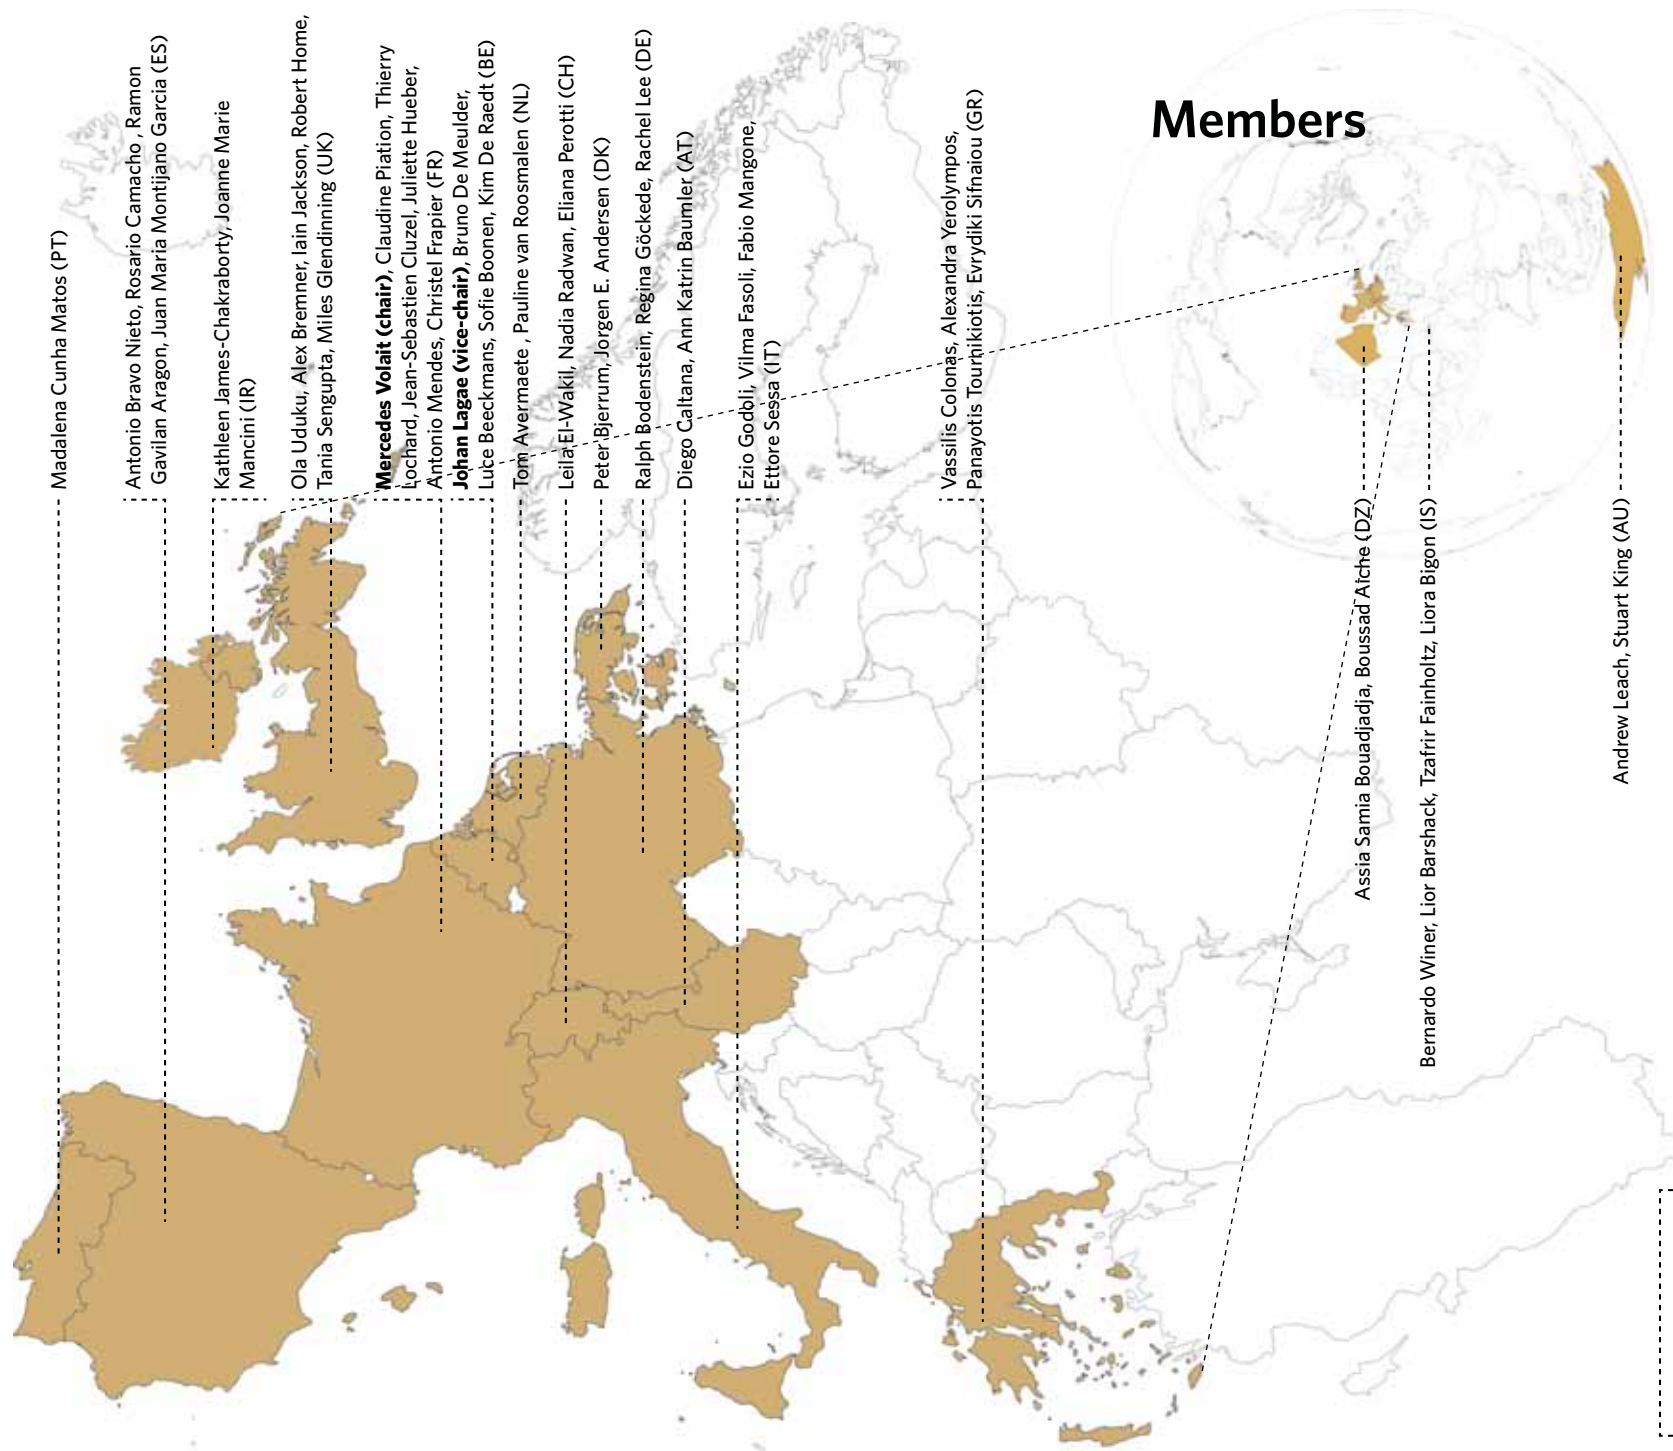 Members
Madalena Cunha Matos (PT)
Antonio Bravo Nieto, Rosario Camacho , Ramon
Gavilan Aragon, Juan Maria Montijano Garcia (ES)
Kathleen James-Chakraborty, Joanne Marie
Mancini (IR)
Ola Uduku, Alex Bremner, Iain Jackson, Robert Home,
Tania Sengupta, Miles Glendinning (UK)
Mercedes Volait (chair), Claudine Piation, Thierry
Lochard, Jean-Sebastien Cluzel, Juliette Hueber,
Antonio Mendes, Christel Frapier (FR)
Johan Lagae (vice-chair), Bruno De Meulder,
Luce Beeckmans, Sofie Boonen, Kim De Raedt (BE)
Tom Avermaete , Pauline van Roosmalen (NL)
Leila El-Wakil, Nadia Radwan, Eliana Perotti (CH)
Peter Bjerrum, Jorgen E. Andersen (DK)
Ralph Bodenstein, Regina Göckede, Rachel Lee (DE)
Diego Caltana, Ann Katrin Baumler (AT)
Ezio Godoli, Vilma Fasoli, Fabio Mangone,
Ettore Sessa (IT)
Vassilis Colonas, Alexandra Yerolympos,
Panayotis Tournikiotis, Evrydiki Sifnaiou (GR)
Assia Samia Bouadjadja, Boussad Aiche (DZ)
Bernardo Winer, Lior Barshack, Tzafrir Fainholtz, Liora Bigon (IS)
Andrew Leach, Stuart King (AU)